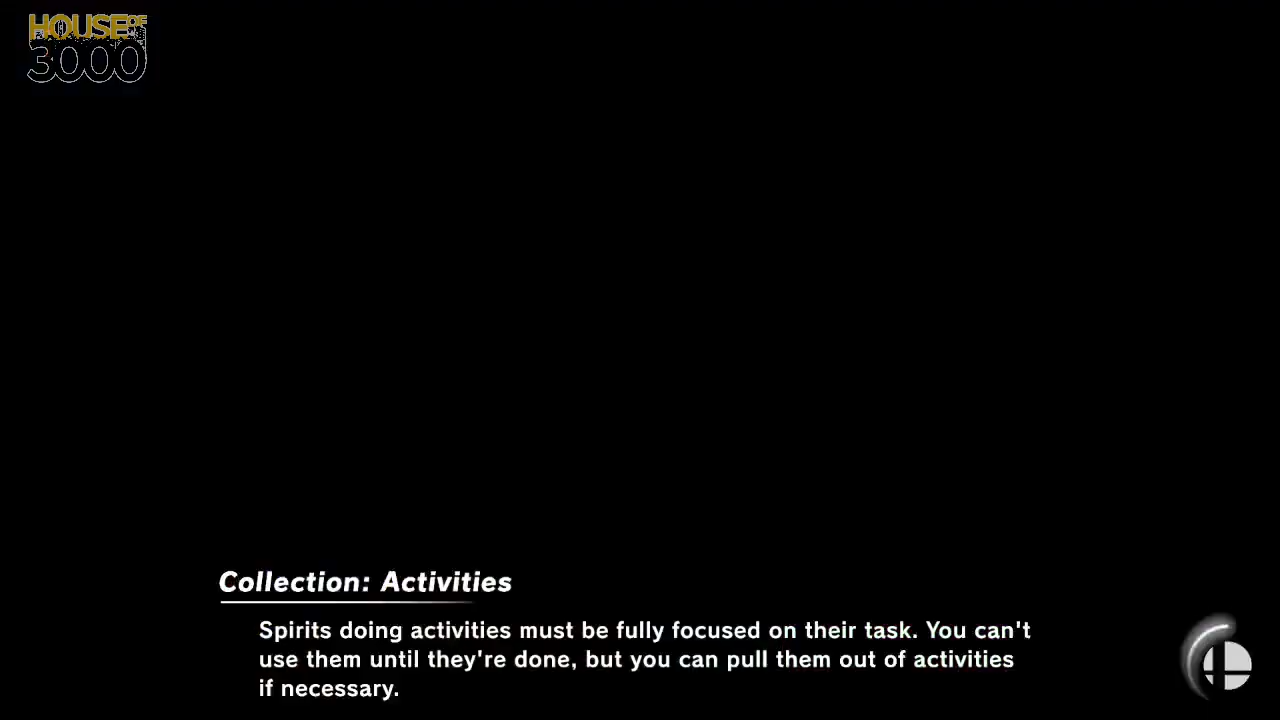 HOUSE OF
3000
Collection: Activities
Spirits doing activities must be fully focused on their task. You can't
use them until they're done, but you can pull them out of activities
if necessary.